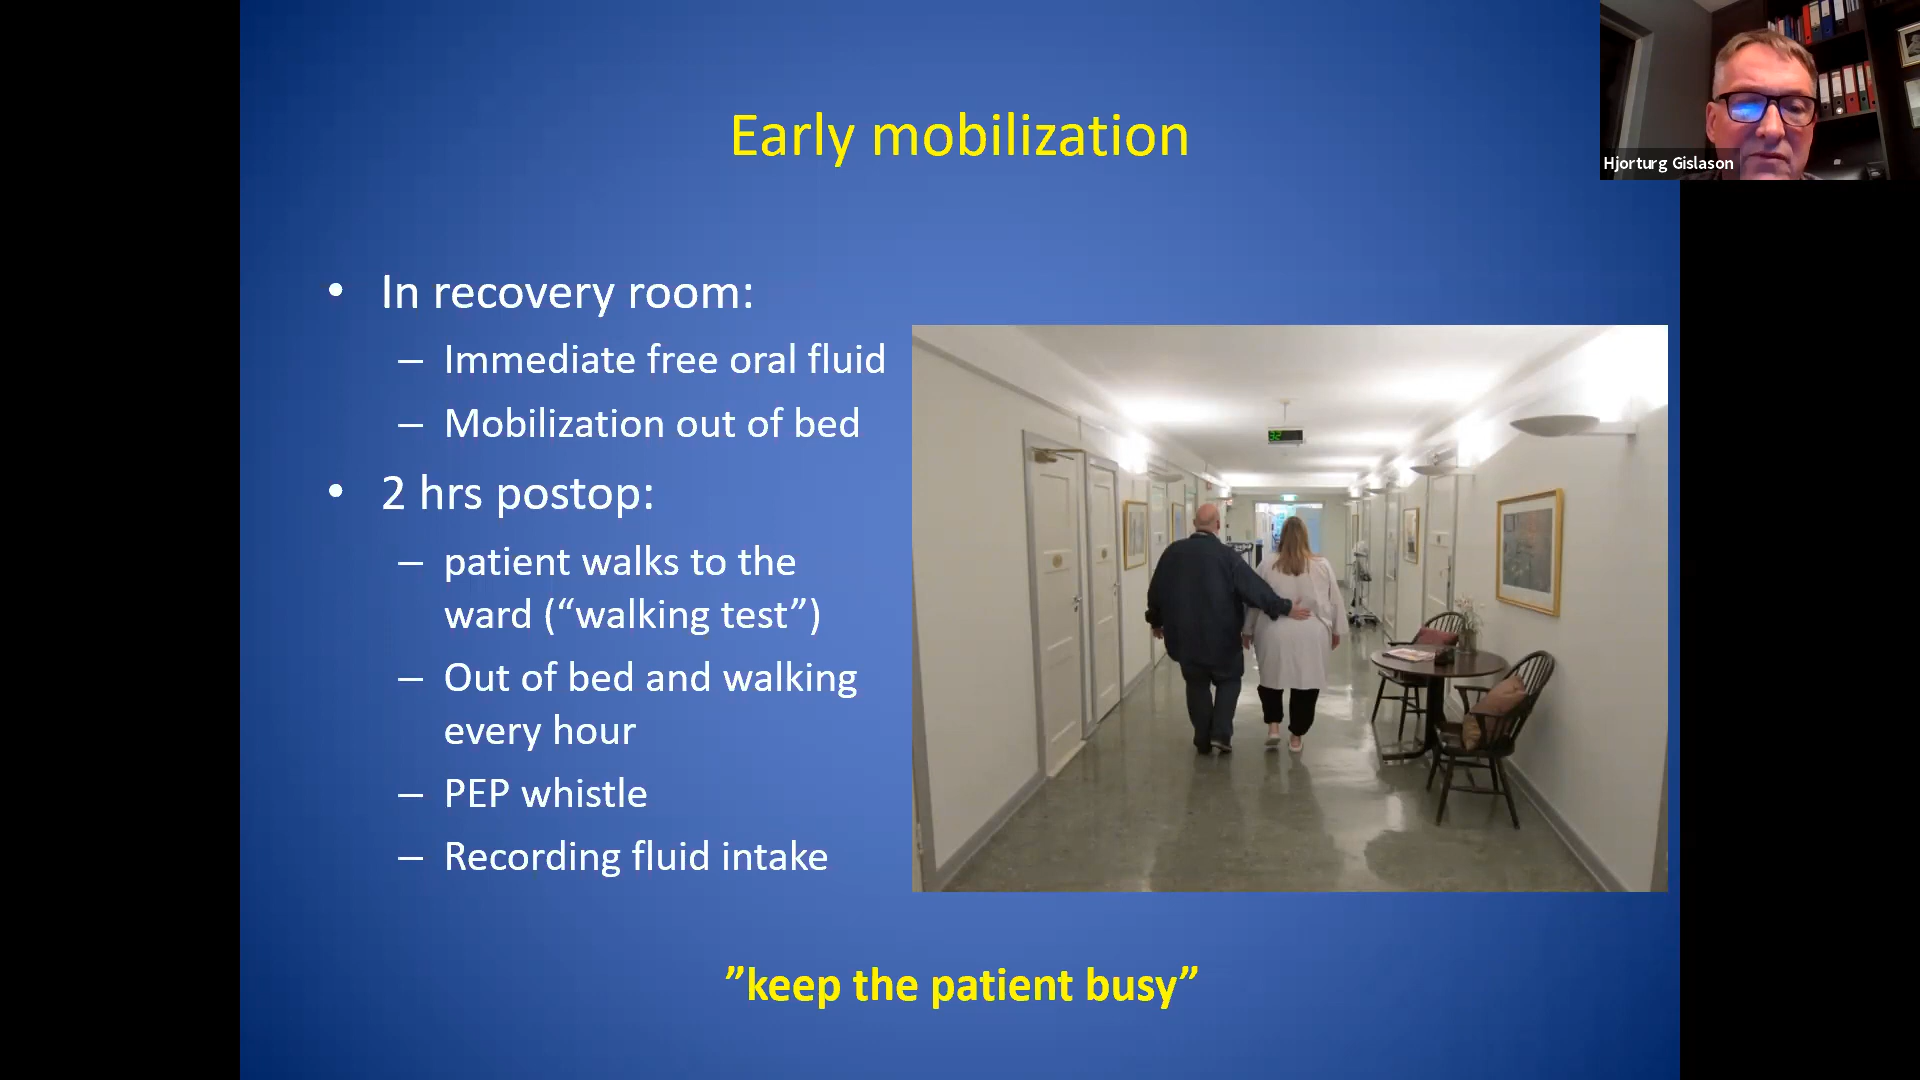 Early mobilization
Hjorturg Gislason
• In recovery room:
– Immediate free oral fluid
– Mobilization out of bed
• 2 hrs postop:
– patient walks to the
ward (“walking test”)
– Out of bed and walking
every hour
– PEP whistle
– Recording fluid intake
32
”keep the patient busy”